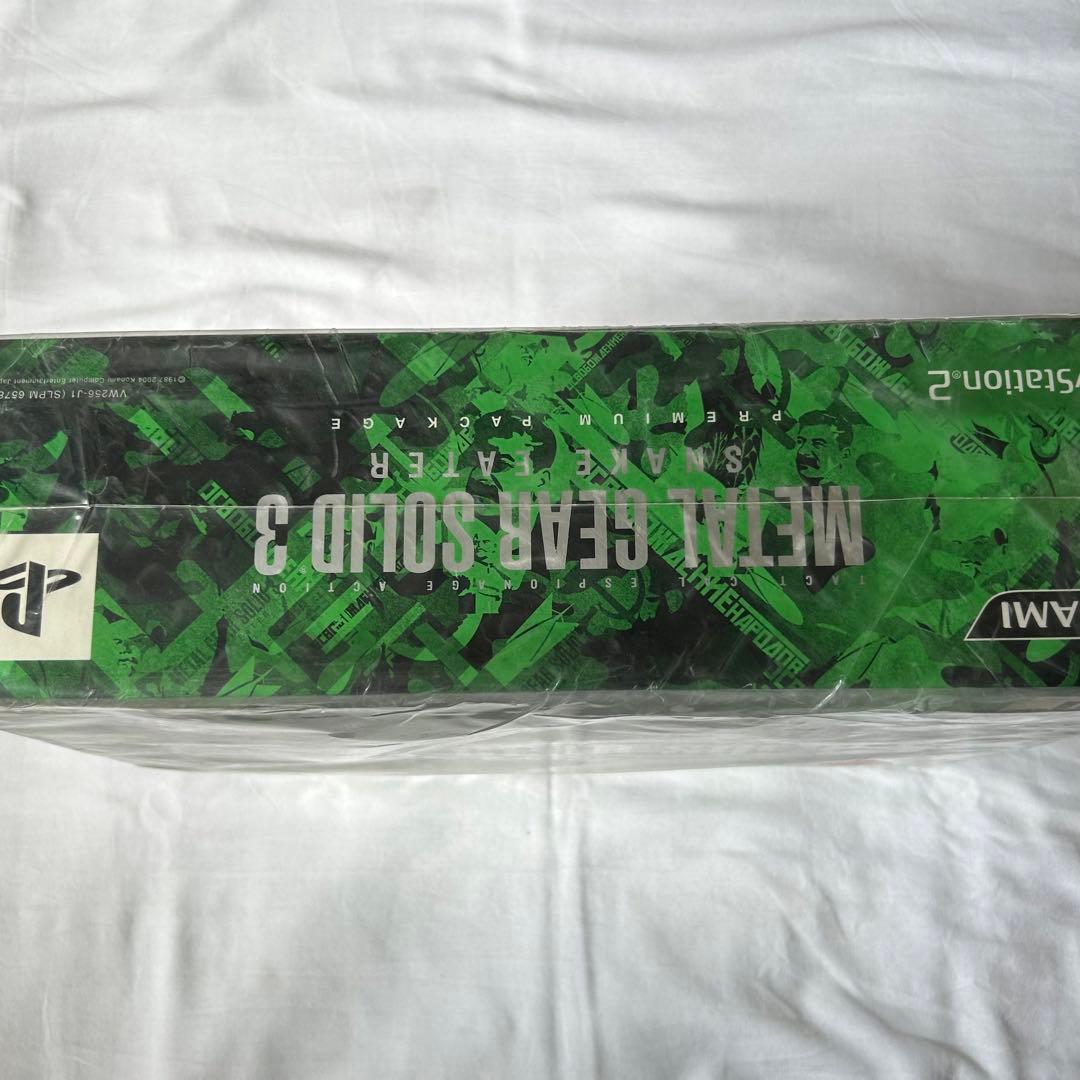 AMI
TACTICAL ESPIONAGE ACTION
METAL GEAR SOLID 3
SNAKE EATER
PREMIUM PACKAGE
yStation®2
VW256-J1 (SLPM 6578
©1987 2004 Konami Computer Entertainment Japa